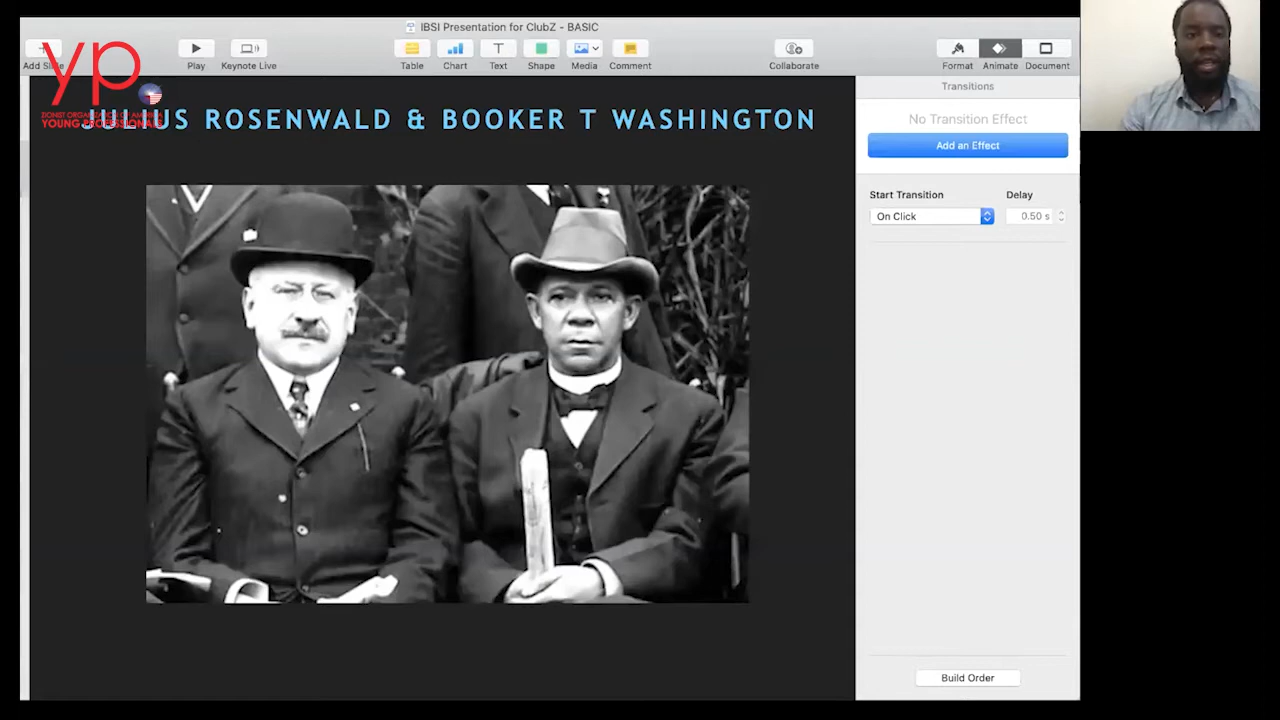 IBSI Presentation for ClubZ - BASIC
Add Slide
Play
Keynote Live
Table
Chart
Text
Shape
Media
Comment
Collaborate
Format
Animate
Document
yp.
ZIONIST ORGANIZATION OF AMERICA
YOUNG PROFESSIONALS
JULIUS ROSENWALD & BOOKER T WASHINGTON
Transitions
No Transition Effect
Add an Effect
Start Transition
Delay
On Click
0.50 s
Build Order